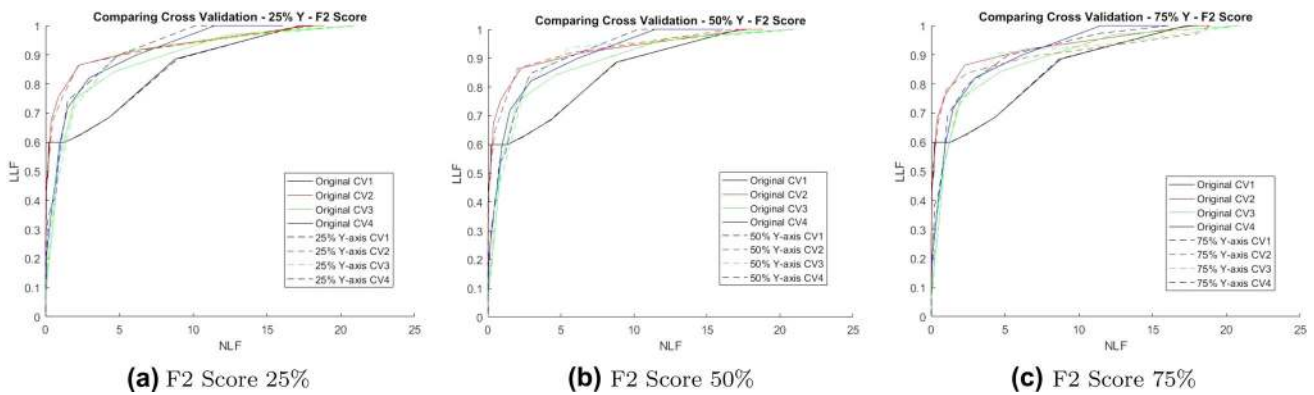 Comparing Cross Validation - 25% Y - F2 Score
1
0.9
0.8
0.7
0.6
0.5
0.4
0.3
0.2
0.1
0
LLF
Original CV1
Original CV2
Original CV3
Original CV4
25% Y-axis CV1
25% Y-axis CV2
25% Y-axis CV3
25% Y-axis CV4
0 5 10 15 20 25
NLF
(a) F2 Score 25%
Comparing Cross Validation - 50% Y - F2 Score
1
0.9
0.8
0.7
0.6
0.5
0.4
0.3
0.2
0.1
0
LLF
Original CV1
Original CV2
Original CV3
Original CV4
50% Y-axis CV1
50% Y-axis CV2
50% Y-axis CV3
50% Y-axis CV4
0 5 10 15 20 25
NLF
(b) F2 Score 50%
Comparing Cross Validation - 75% Y - F2 Score
1
0.9
0.8
0.7
0.6
0.5
0.4
0.3
0.2
0.1
0
LLF
Original CV1
Original CV2
Original CV3
Original CV4
75% Y-axis CV1
75% Y-axis CV2
75% Y-axis CV3
75% Y-axis CV4
0 5 10 15 20 25
NLF
(c) F2 Score 75%